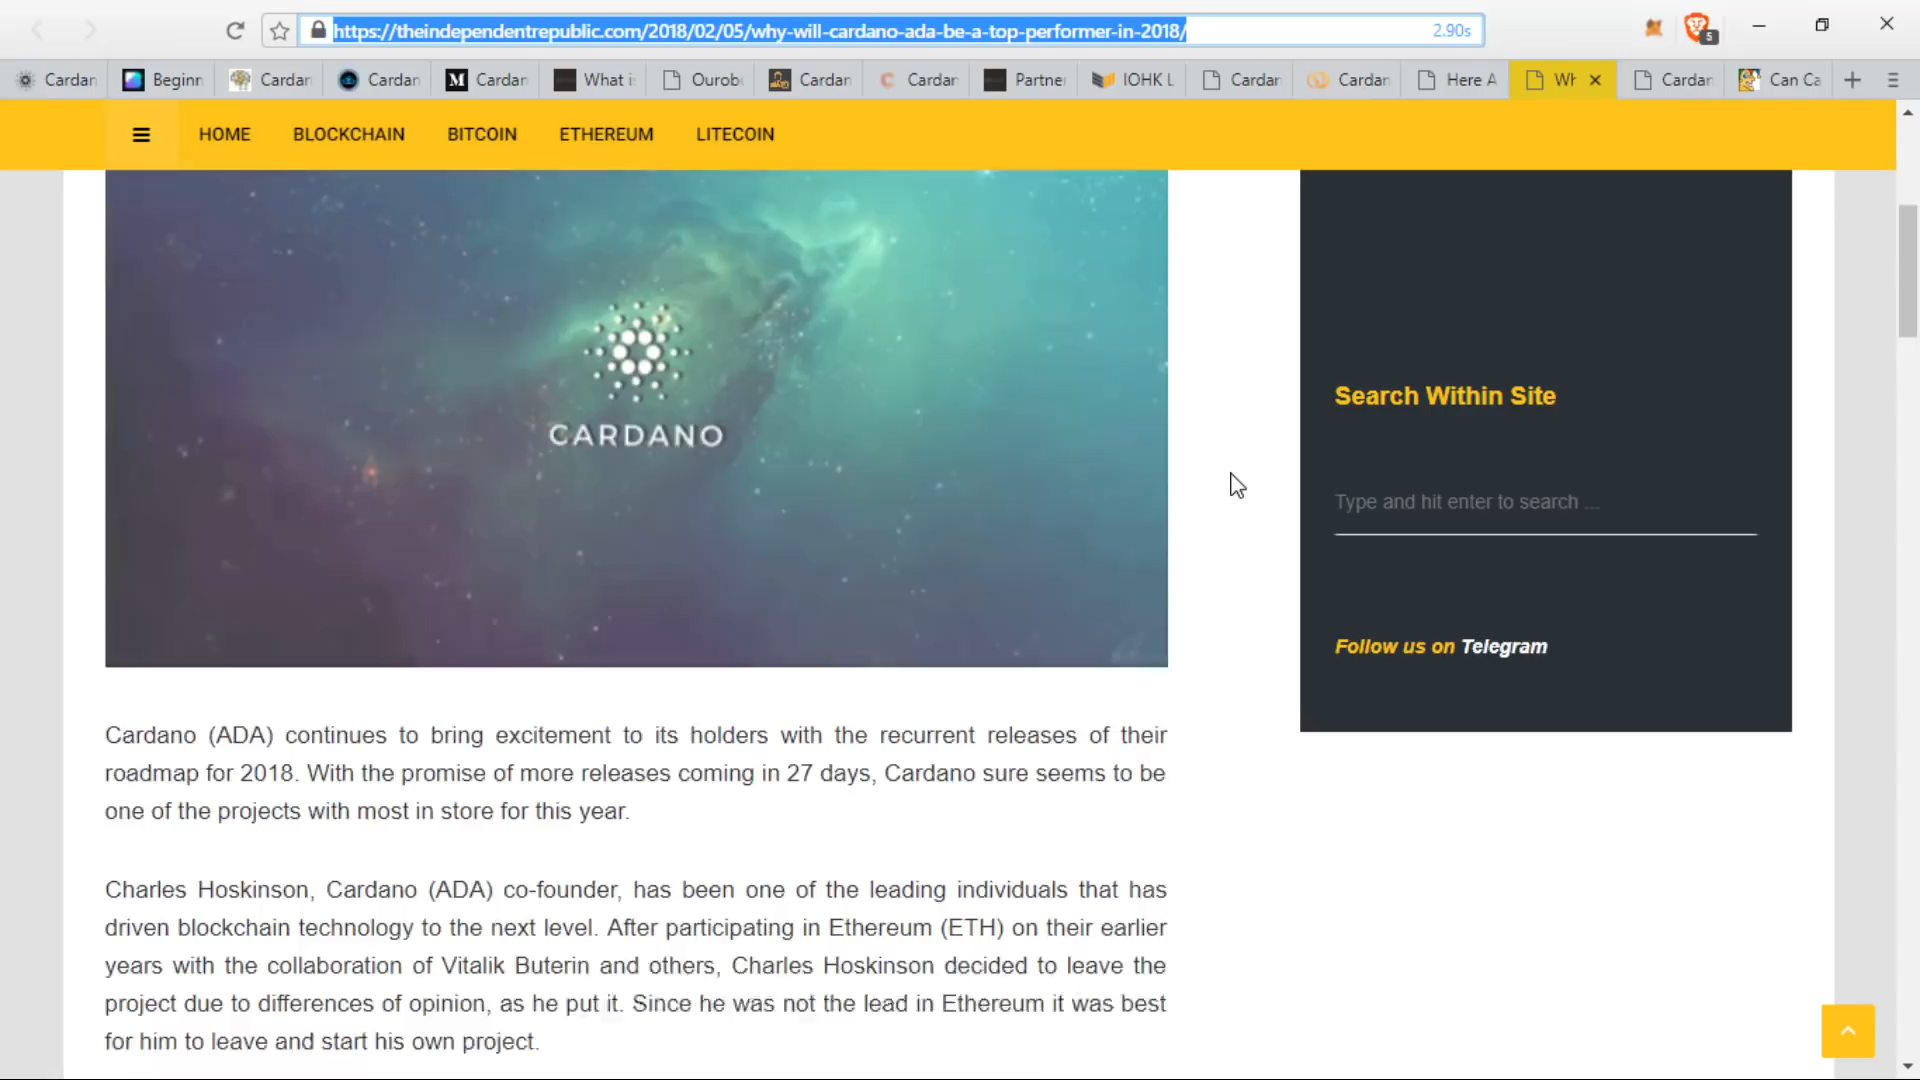 https://theindependentrepublic.com/2018/02/05/why-will-cardano-ada-be-a-top-performer-in-2018/ 2.90s
5
Cardan Beginn Cardar Cardan M Cardan What i Ourob Cardan C Cardar Partne IOHK L Cardar Cardan Here A Wh Cardar Can Ca
HOME BLOCKCHAIN BITCOIN ETHEREUM LITECOIN
CARDANO
Search Within Site
Type and hit enter to search ...
Follow us on Telegram
Cardano (ADA) continues to bring excitement to its holders with the recurrent releases of their
roadmap for 2018. With the promise of more releases coming in 27 days, Cardano sure seems to be
one of the projects with most in store for this year.
Charles Hoskinson, Cardano (ADA) co-founder, has been one of the leading individuals that has
driven blockchain technology to the next level. After participating in Ethereum (ETH) on their earlier
years with the collaboration of Vitalik Buterin and others, Charles Hoskinson decided to leave the
project due to differences of opinion, as he put it. Since he was not the lead in Ethereum it was best
for him to leave and start his own project.